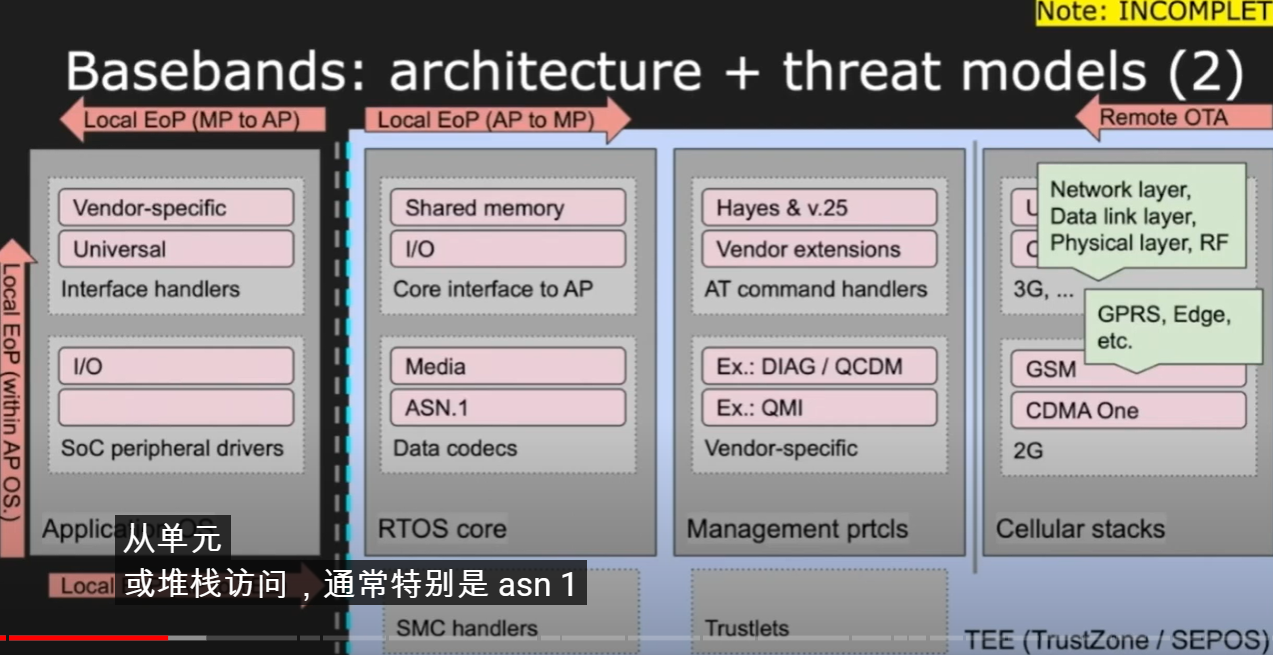 Note: INCOMPLET
Basebands: architecture + threat models (2)
Local EoP (MP to AP)
Local EoP (AP to MP)
Remote OTA
Local EoP (within AP OS.)
Vendor-specific
Universal
Interface handlers
I/O
SoC peripheral drivers
Shared memory
I/O
Core interface to AP
Media
ASN.1
Data codecs
RTOS core
Hayes & v.25
Vendor extensions
AT command handlers
Ex.: DIAG / QCDM
Ex.: QMI
Vendor-specific
Management prtcls
Network layer,
Data link layer,
Physical layer, RF
3G, ...
GPRS, Edge,
etc.
GSM
CDMA One
2G
Cellular stacks
从单元
或堆栈访问，通常特别是 asn 1
Local
SMC handlers
Trustlets
TEE (TrustZone / SEPOS)